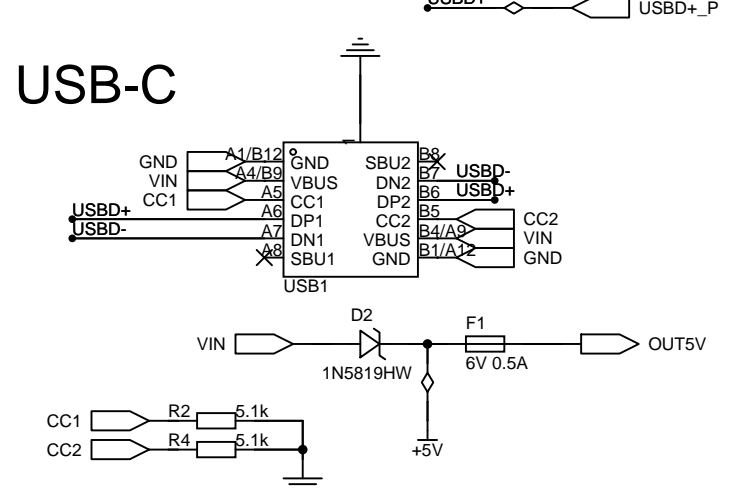 USBD+
USBD+_P
USB-C
GND
A1/B12
GND
SBU2
B8
VIN
A4/B9
VBUS
DN2
B7
USBD-
CC1
A5
CC1
DP2
B6
USBD+
USBD+
A6
DP1
CC2
B5
CC2
USBD-
A7
DN1
VBUS
B4/A9
VIN
A8
SBU1
GND
B1/A12
GND
USB1
D2
F1
VIN
OUT5V
1N5819HW
6V 0.5A
+5V
CC1
R2
5.1k
CC2
R4
5.1k